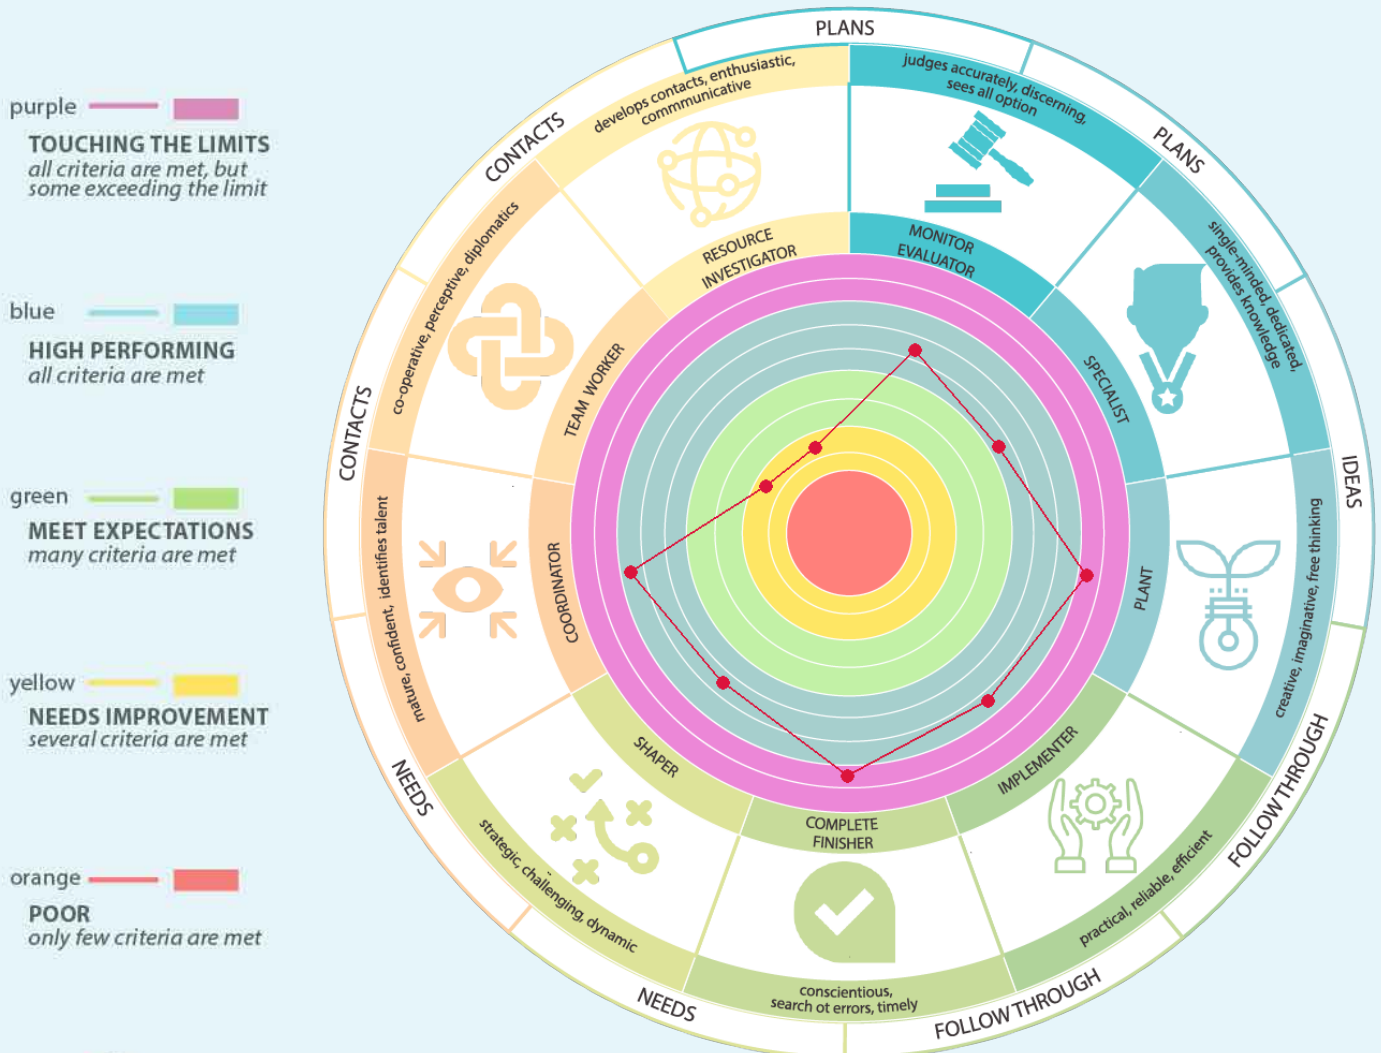 purple
TOUCHING THE LIMITS
all criteria are met, but
some exceeding the limit
blue
HIGH PERFORMING
all criteria are met
green
MEET EXPECTATIONS
many criteria are met
yellow
NEEDS IMPROVEMENT
several criteria are met
orange
POOR
only few criteria are met
PLANS
judges accurately, discerning,
sees all option
MONITOR
EVALUATOR
PLANS
single-minded, dedicated,
provides knowledge
SPECIALIST
IDEAS
creative, imaginative, free thinking
PLANT
FOLLOW THROUGH
practical, reliable, efficient
IMPLEMENTER
FOLLOW THROUGH
conscientious,
search ot errors, timely
COMPLETE
FINISHER
NEEDS
strategic, challenging, dynamic
SHAPER
NEEDS
mature, confident, identifies talent
COORDINATOR
CONTACTS
co-operative, perceptive, diplomatics
TEAM WORKER
CONTACTS
develops contacts, enthusiastic,
commmunicative
RESOURCE
INVESTIGATOR